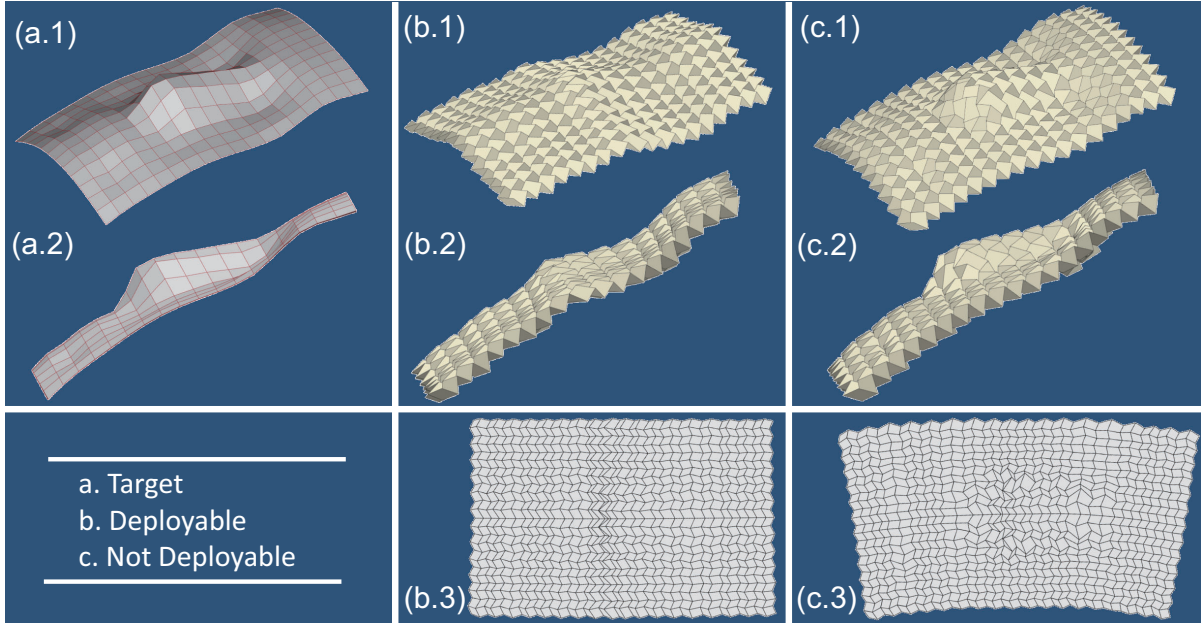 (a.1)
(b.1)
(c.1)
(a.2)
(b.2)
(c.2)
a. Target
b. Deployable
c. Not Deployable
(b.3)
(c.3)